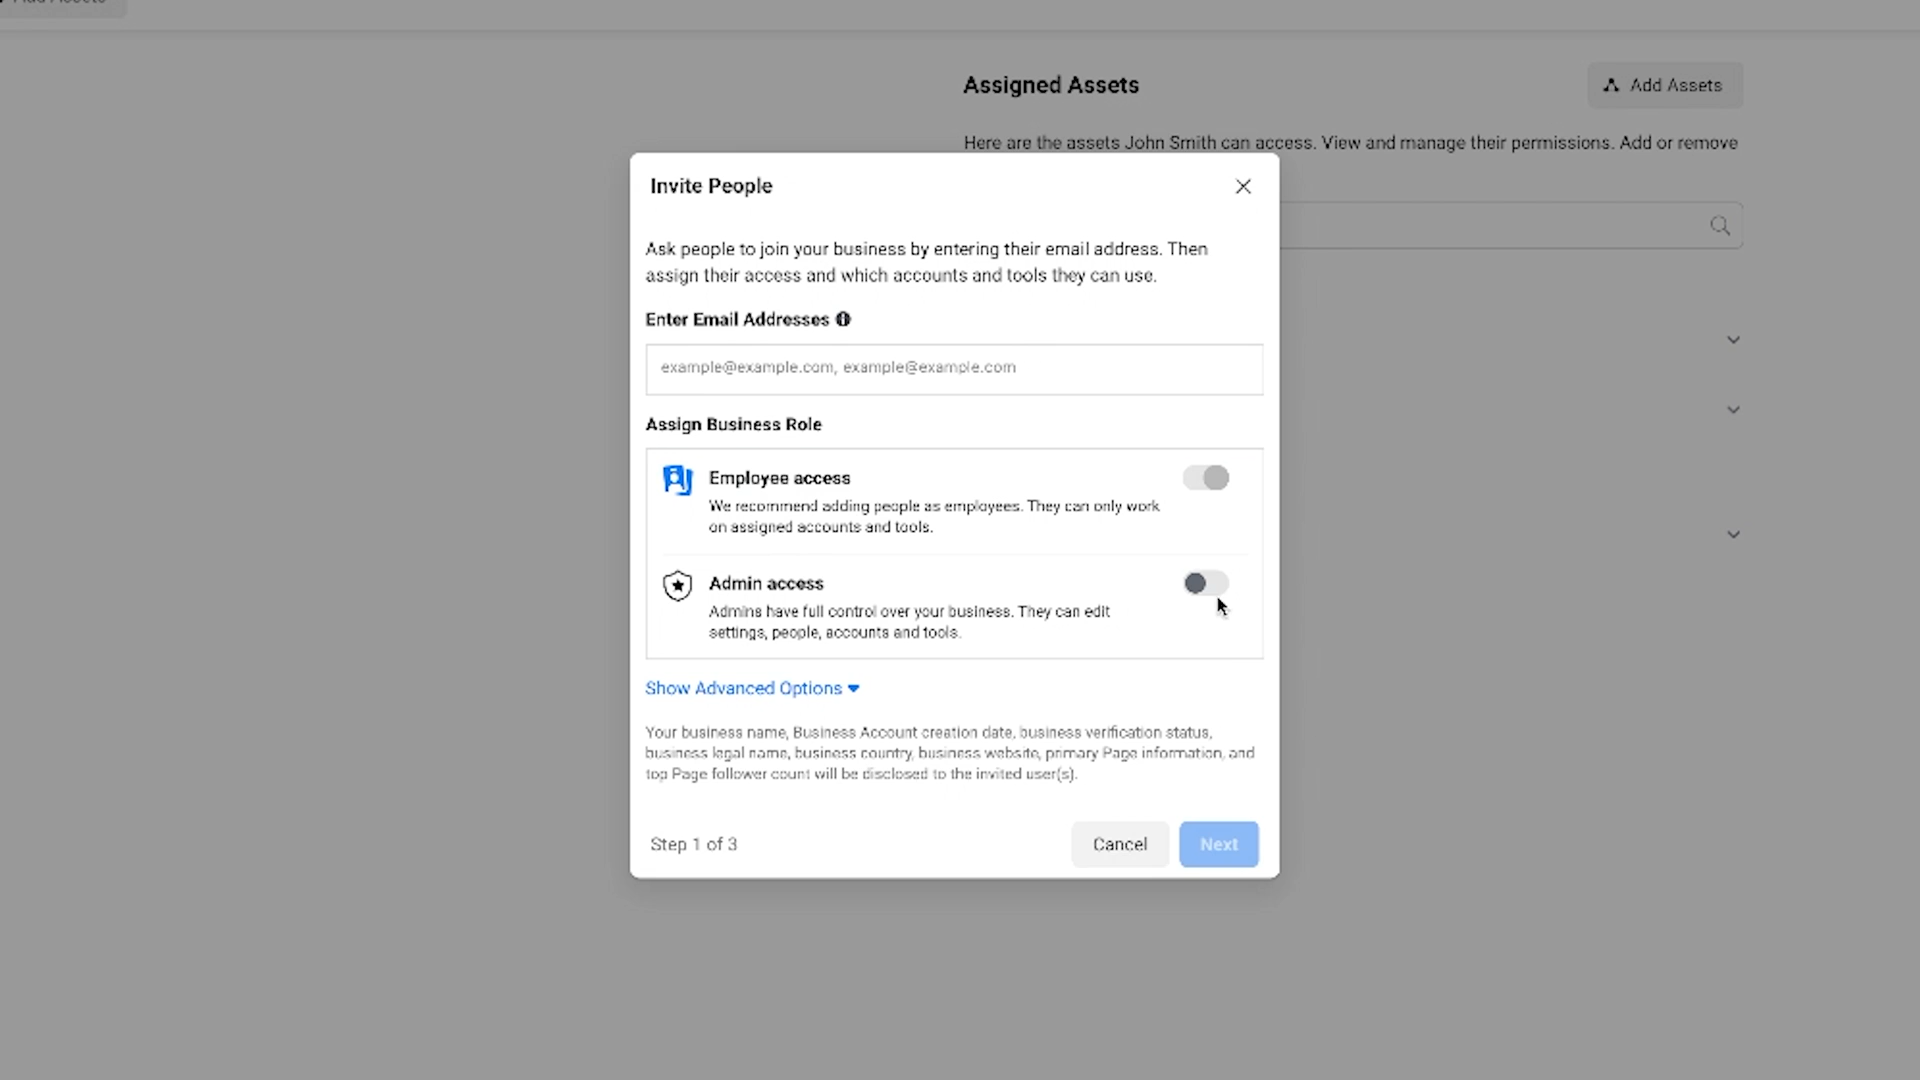 Add Assets
Assigned Assets
Add Assets
Here are the assets John Smith can access. View and manage their permissions. Add or remove
Invite People
Ask people to join your business by entering their email address. Then
assign their access and which accounts and tools they can use.
Enter Email Addresses
example@example.com, example@example.com
Assign Business Role
Employee access
We recommend adding people as employees. They can only work
on assigned accounts and tools.
Admin access
Admins have full control over your business. They can edit
settings, people, accounts and tools.
Show Advanced Options
Your business name, Business Account creation date, business verification status,
business legal name, business country, business website, primary Page information, and
top Page follower count will be disclosed to the invited user(s).
Step 1 of 3
Cancel
Next